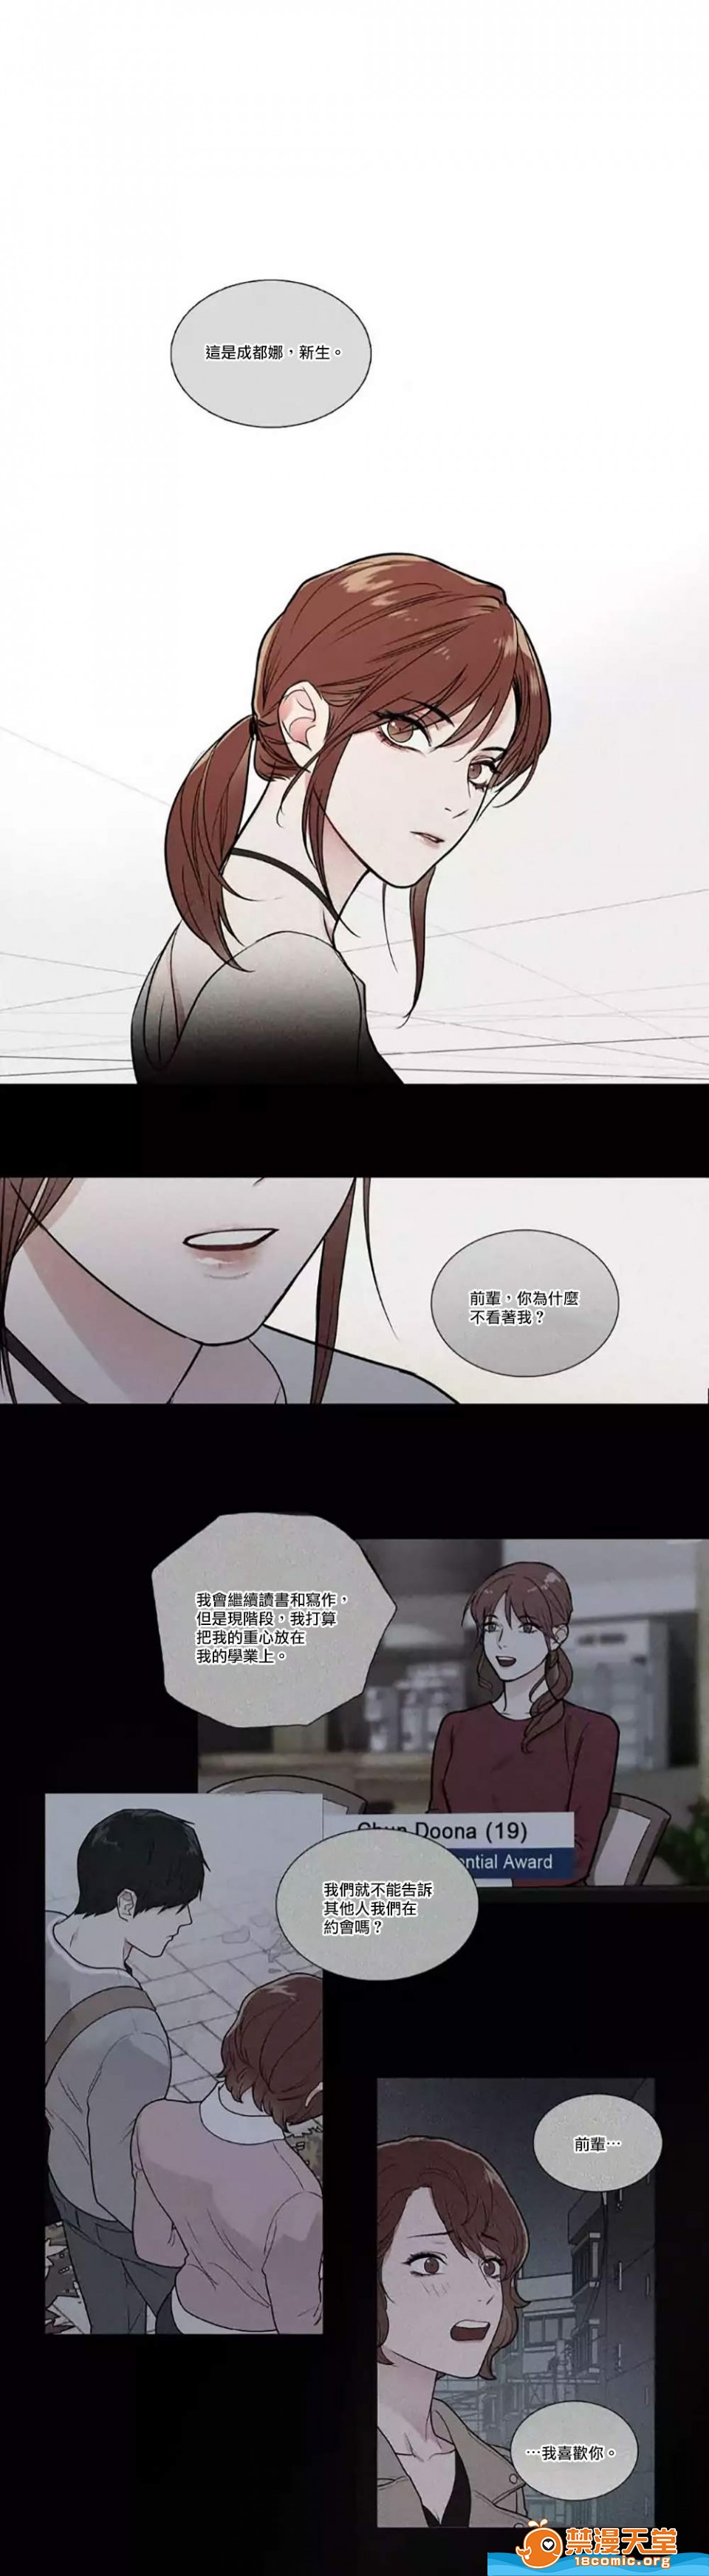 這是成都娜，新生。
前輩，你為什麼
不看著我？
我會繼續讀書和寫作，
但是現階段，我打算
把我的重心放在
我的學業上。
Chun Doona (19)
ntial Award
我們就不能告訴
其他人我們在
約會嗎？
前輩…
…我喜歡你。
禁漫天堂
18comic.org